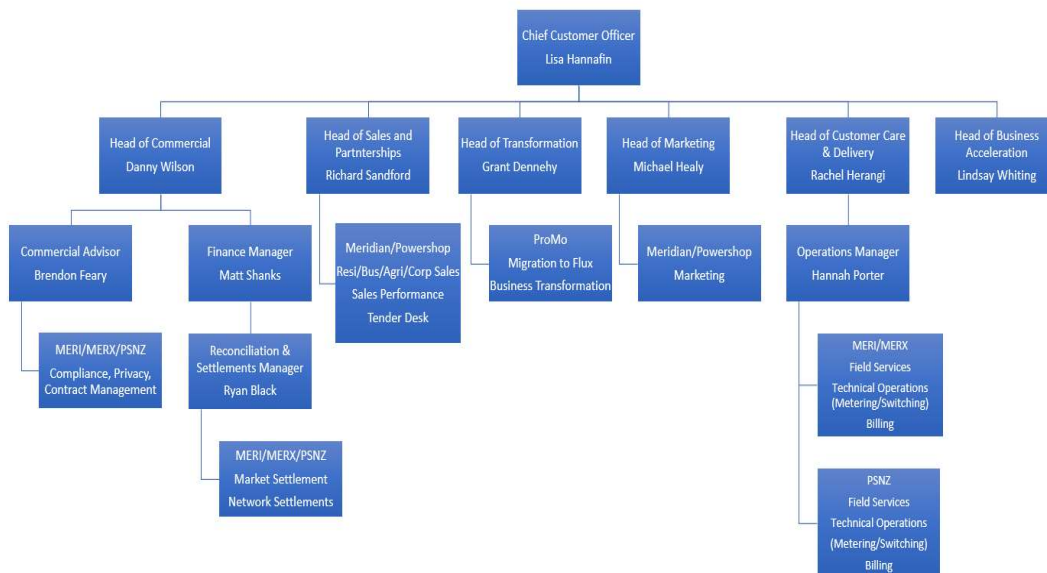 Chief Customer Officer
Lisa Hannafin
Head of Commercial
Danny Wilson
Head of Sales and
Partnterships
Richard Sandford
Head of Transformation
Grant Dennehy
Head of Marketing
Michael Healy
Head of Customer Care
& Delivery
Rachel Herangi
Head of Business
Acceleration
Lindsay Whiting
Commercial Advisor
Brendon Feary
Finance Manager
Matt Shanks
Meridian/Powershop
Resi/Bus/Agri/Corp Sales
Sales Performance
Tender Desk
ProMo
Migration to Flux
Business Transformation
Meridian/Powershop
Marketing
Operations Manager
Hannah Porter
MERI/MERX/PSNZ
Compliance, Privacy,
Contract Management
Reconciliation &
Settlements Manager
Ryan Black
MERI/MERX
Field Services
Technical Operations
(Metering/Switching)
Billing
MERI/MERX/PSNZ
Market Settlement
Network Settlements
PSNZ
Field Services
Technical Operations
(Metering/Switching)
Billing